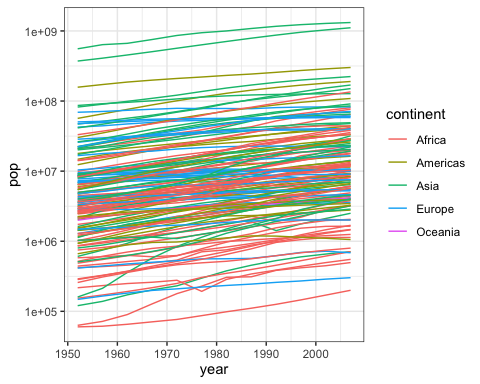 1e+09
1e+08
1e+07
1e+06
1e+05
pop
1950 1960 1970 1980 1990 2000
year
continent
Africa
Americas
Asia
Europe
Oceania